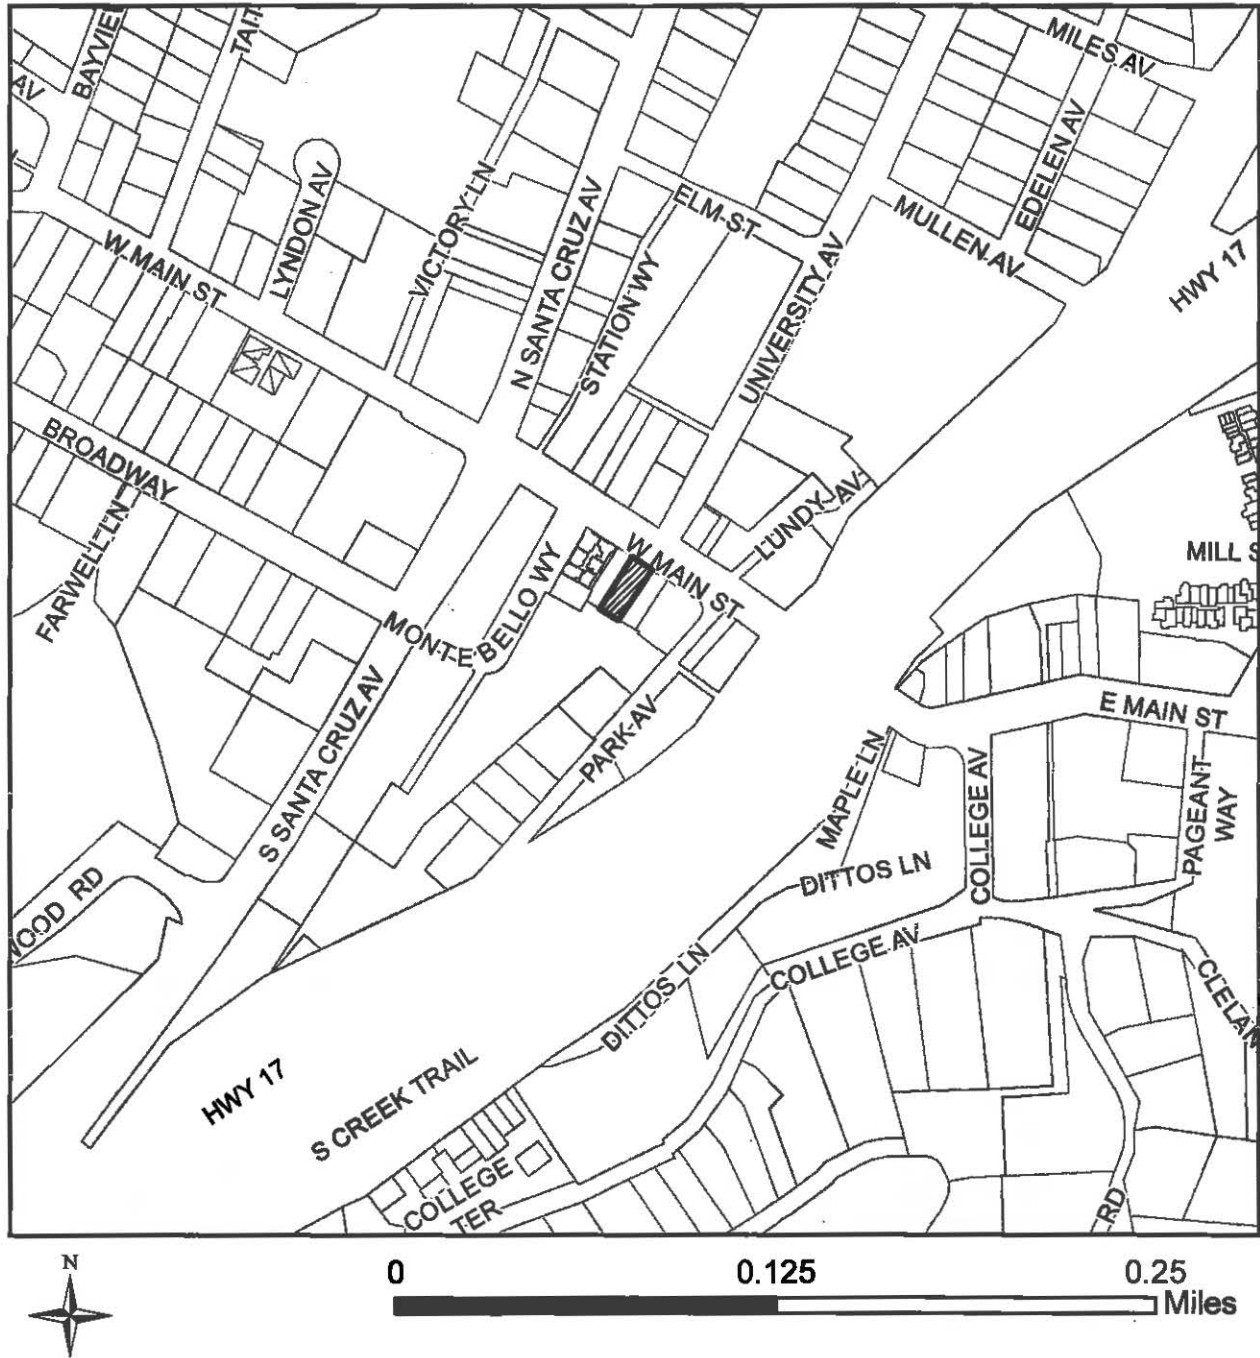 BAYVIE
TAIT
MILES AV
AV
EDELEN AV
LYNDON AV
VICTORY LN
N SANTA CRUZ AV
ELM ST
MULLEN AV
W MAIN ST
STATION WY
UNIVERSITY AV
HWY 17
BROADWAY
FARWELL LN
LUNDY AV
W MAIN ST
MILL S
MONTEBELLO WY
S SANTA CRUZ AV
PARK AV
E MAIN ST
MAPLE LN
COLLEGE AV
PAGEANT
WAY
WOOD RD
DITTOS LN
COLLEGE AV
DITTOS LN
CLELAN
HWY 17
S CREEK TRAIL
COLLEGE
TER
RD
N
0 0.125 0.25
Miles